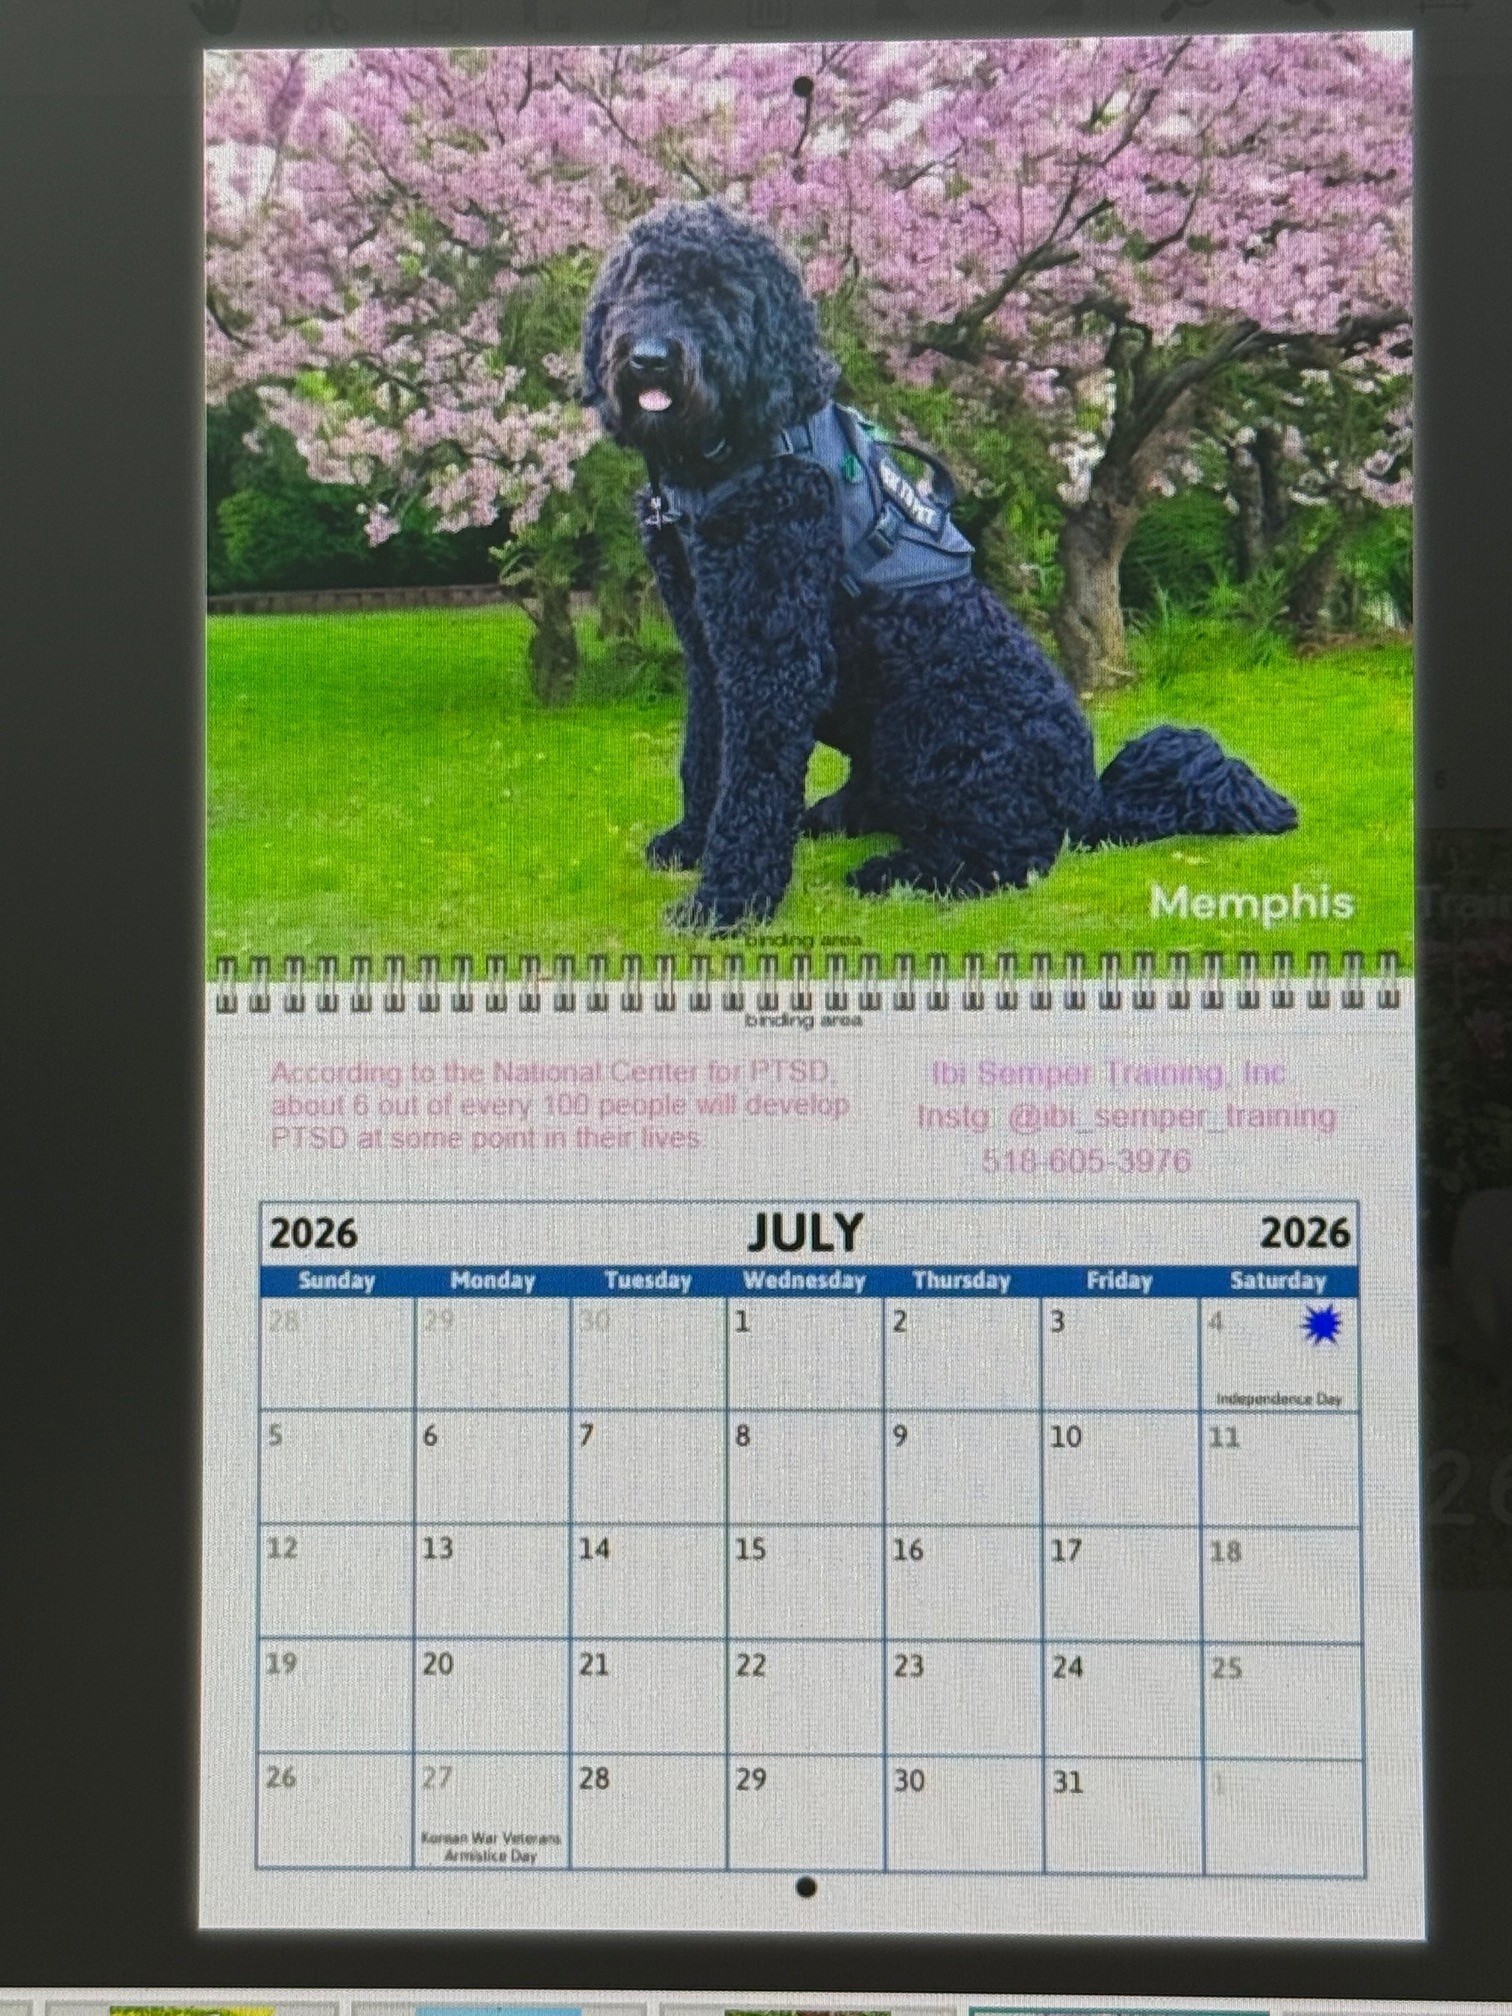 Memphis
binding area
binding area
According to the National Center for PTSD,
about 6 out of every 100 people will develop
PTSD at some point in their lives
Ibi Semper Training, Inc.
Instg: @ibi_semper_training
518-605-3976
2026 JULY 2026
Sunday Monday Tuesday Wednesday Thursday Friday Saturday
28 29 30 1 2 3 4
Independence Day
5 6 7 8 9 10 11
12 13 14 15 16 17 18
19 20 21 22 23 24 25
26 27 28 29 30 31 1
Korean War Veterans
Armistice Day